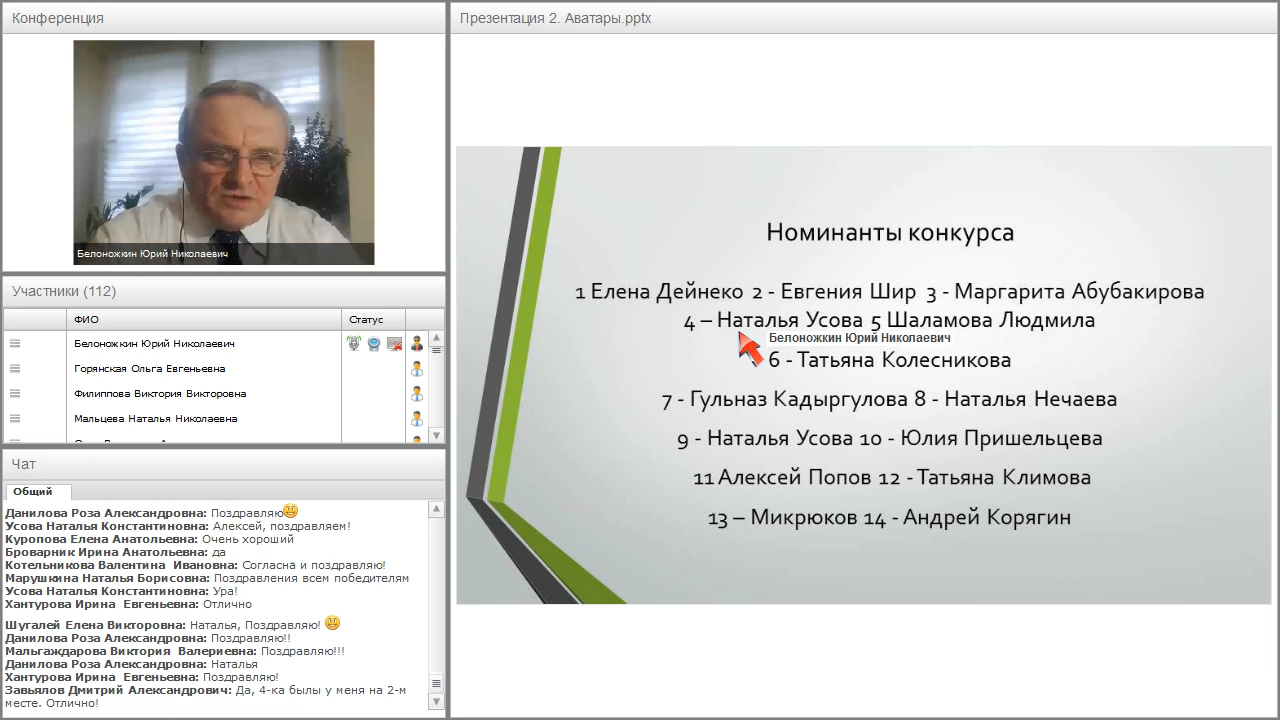 Конференция
Белоножкин Юрий Николаевич
Участники (112)
ФИО Статус
Белоножкин Юрий Николаевич
Горянская Ольга Евгеньевна
Филиппова Виктория Викторовна
Мальцева Наталья Николаевна
Чат
Общий
Данилова Роза Александровна: Поздравляю
Усова Наталья Константиновна: Алексей, поздравляем!
Куропова Елена Анатольевна: Очень хороший
Броварник Ирина Анатольевна: да
Котельникова Валентина Ивановна: Согласна и поздравляю!
Марушкина Наталья Борисовна: Поздравления всем победителям
Усова Наталья Константиновна: Ура!
Хантурова Ирина Евгеньевна: Отлично
Шугалей Елена Викторовна: Наталья, Поздравляю!
Данилова Роза Александровна: Поздравляю!!
Мальгаждарова Виктория Валериевна: Поздравляю!!!
Данилова Роза Александровна: Наталья
Хантурова Ирина Евгеньевна: Поздравляю!
Завьялов Дмитрий Александрович: Да, 4-ка былы у меня на 2-м
месте. Отлично!
Презентация 2. Аватары.pptx
Номинанты конкурса
1 Елена Дейнеко 2 - Евгения Шир 3 - Маргарита Абубакирова
4 – Наталья Усова 5 Шаламова Людмила
Белоножкин Юрий Николаевич
6 - Татьяна Колесникова
7 - Гульназ Кадыргулова 8 - Наталья Нечаева
9 - Наталья Усова 10 - Юлия Пришельцева
11 Алексей Попов 12 - Татьяна Климова
13 – Микрюков 14 - Андрей Корягин